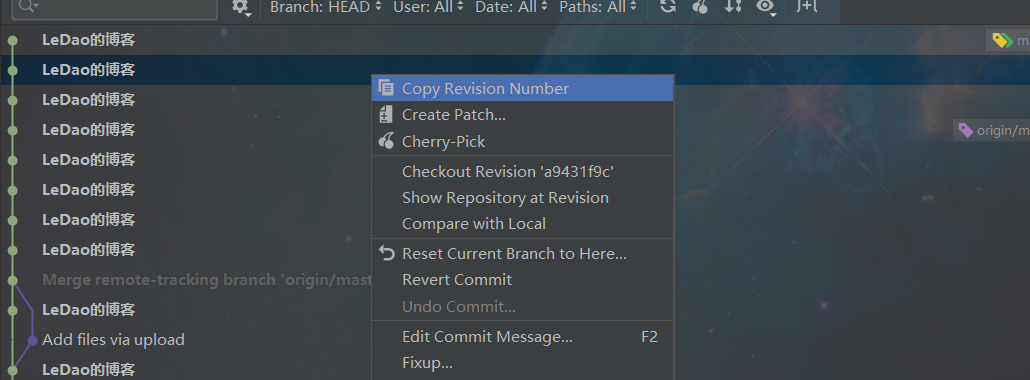 Branch: HEAD User: All Date: All Paths: All
LeDao的博客
LeDao的博客
LeDao的博客
LeDao的博客
origin/m
LeDao的博客
LeDao的博客
LeDao的博客
LeDao的博客
Merge remote-tracking branch 'origin/mast
LeDao的博客
Add files via upload
LeDao的博客
Copy Revision Number
Create Patch...
Cherry-Pick
Checkout Revision 'a9431f9c'
Show Repository at Revision
Compare with Local
Reset Current Branch to Here...
Revert Commit
Undo Commit...
Edit Commit Message... F2
Fixup...